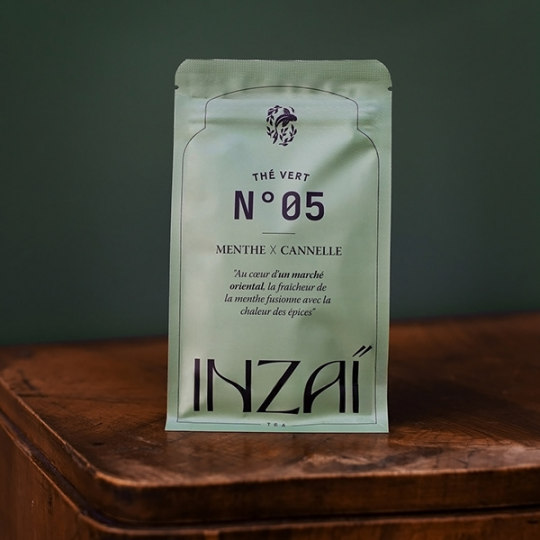 THÉ VERT
N°05
MENTHE X CANNELLE
"Au cœur d'un marché
oriental, la fraîcheur de
la menthe fusionne avec la
chaleur des épices"
INZAÏ
TEA